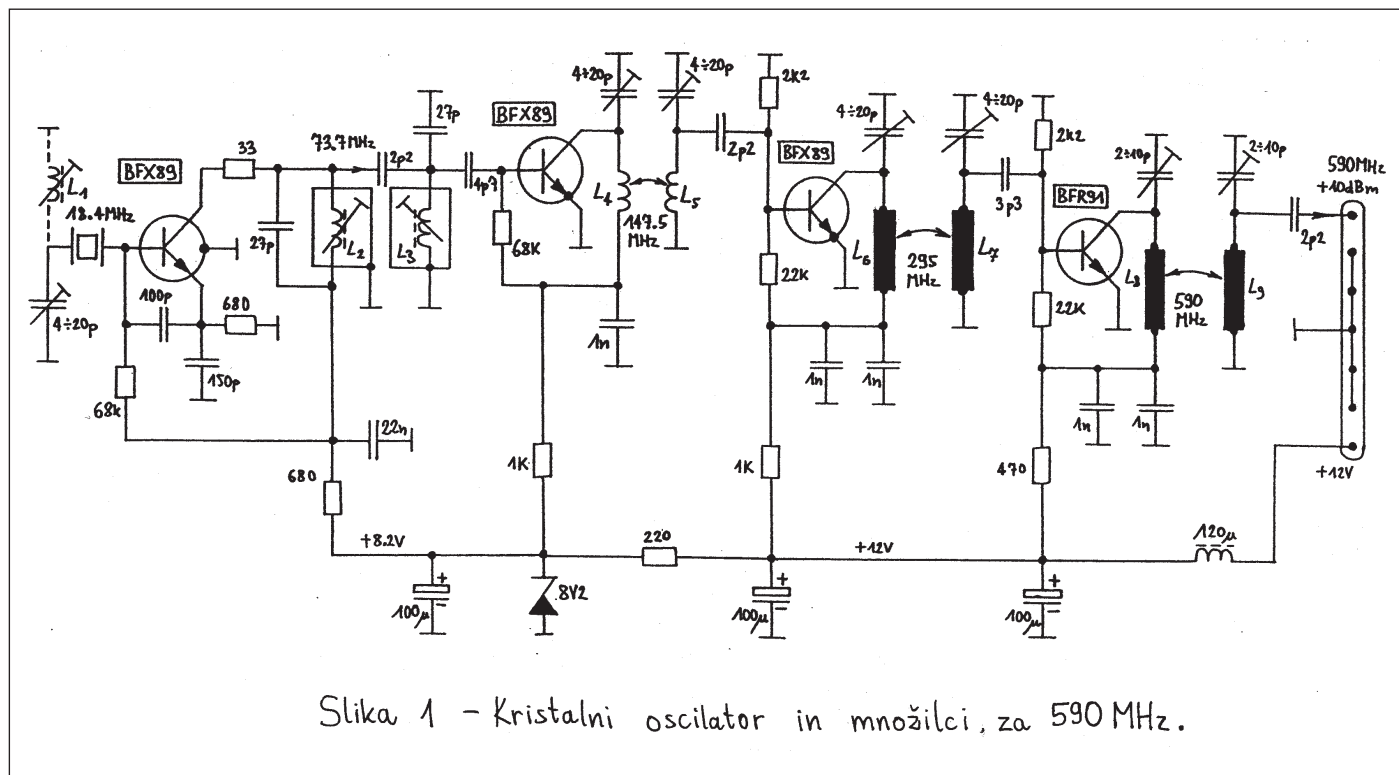 4÷20p
4÷20p
2k2
27p
BFX89
4÷20p
4÷20p
2÷10p
2÷10p
590MHz
+10dBm
33
73.7MHz
2p2
BFX89
2p2
BFX89
2k2
L1
18.4MHz
4p7
L4
L5
147.5
MHz
3p3
BFR91
2p2
27p
L2
L3
68K
L6
295
MHz
L7
L8
590
MHz
L9
22K
22K
100p
680
4÷20p
150p
1n
1n
1n
68k
22n
1n
1n
680
1K
1K
470
+12V
+8.2V
220
+12V
120µ
+
100µ
−
8V2
+
100µ
−
+
100µ
−
Slika 1 - Kristalni oscilator in množilci, za 590 MHz.